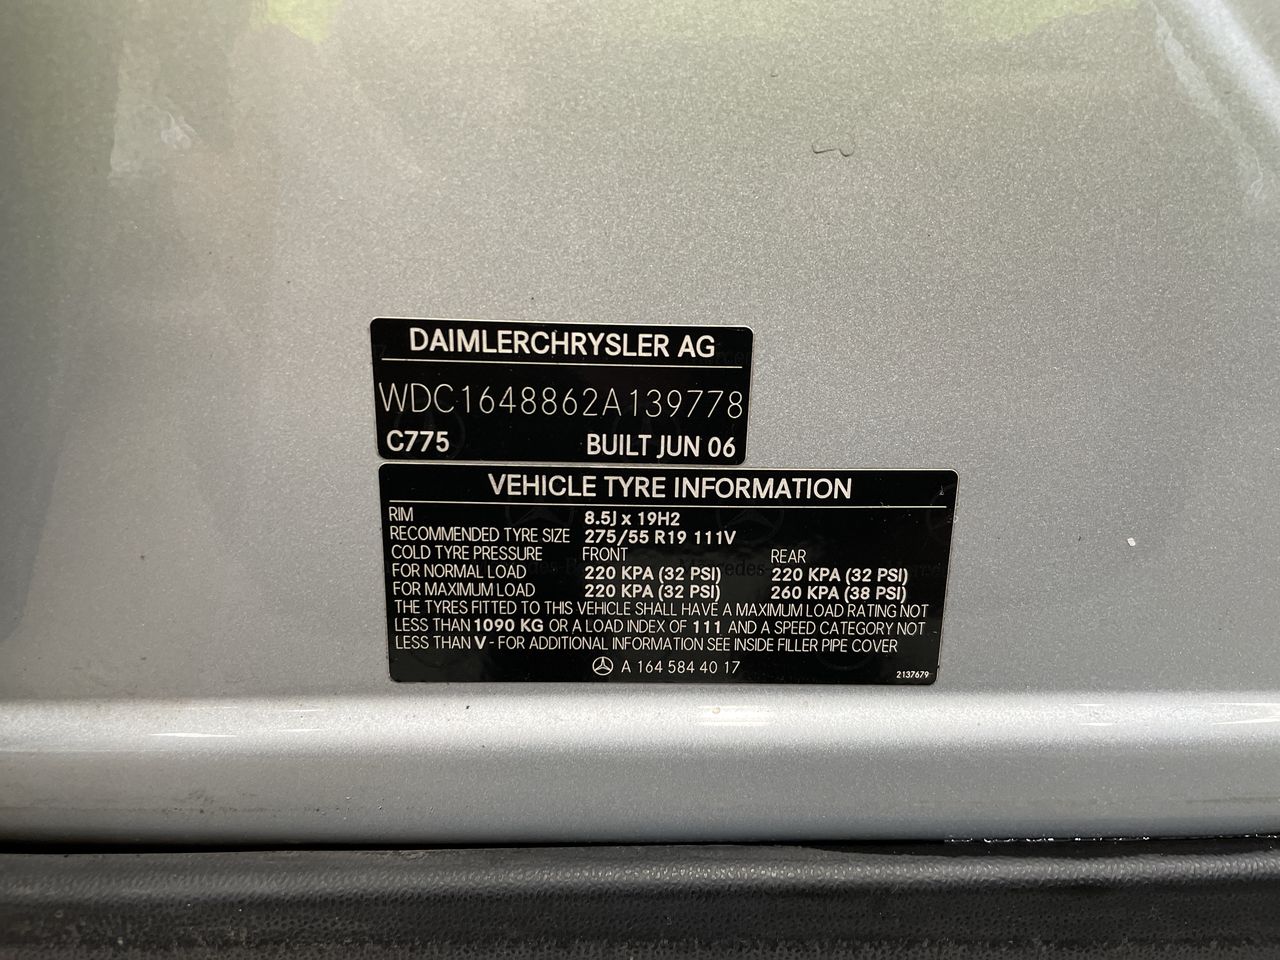 DAIMLERCHRYSLER AG
WDC1648862A139778
C775 BUILT JUN 06
VEHICLE TYRE INFORMATION
RIM 8.5J x 19H2
RECOMMENDED TYRE SIZE 275/55 R19 111V
COLD TYRE PRESSURE FRONT REAR
FOR NORMAL LOAD 220 KPA (32 PSI) 220 KPA (32 PSI)
FOR MAXIMUM LOAD 220 KPA (32 PSI) 260 KPA (38 PSI)
THE TYRES FITTED TO THIS VEHICLE SHALL HAVE A MAXIMUM LOAD RATING NOT
LESS THAN 1090 KG OR A LOAD INDEX OF 111 AND A SPEED CATEGORY NOT
LESS THAN V - FOR ADDITIONAL INFORMATION SEE INSIDE FILLER PIPE COVER
A 164 584 40 17 2137679